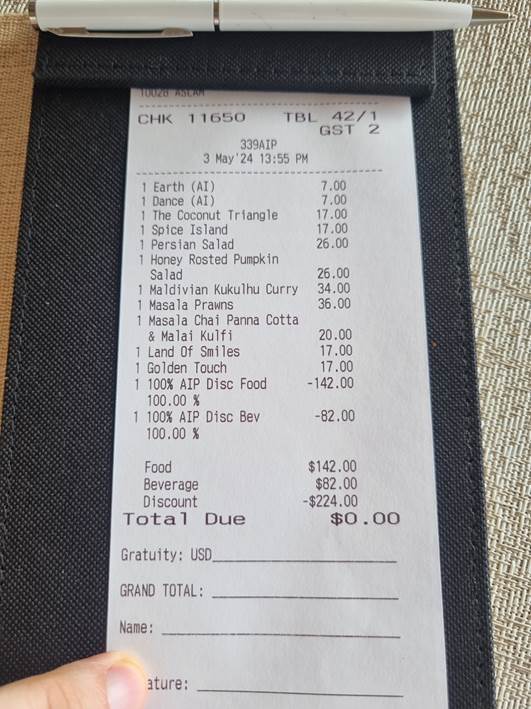 10028 ASLAM
CHK 11650 TBL 42/1
GST 2
339AIP
3 May'24 13:55 PM
1 Earth (AI) 7.00
1 Dance (AI) 7.00
1 The Coconut Triangle 17.00
1 Spice Island 17.00
1 Persian Salad 26.00
1 Honey Rosted Pumpkin
Salad 26.00
1 Maldivian Kukulhu Curry 34.00
1 Masala Prawns 36.00
1 Masala Chai Panna Cotta
& Malai Kulfi 20.00
1 Land Of Smiles 17.00
1 Golden Touch 17.00
1 100% AIP Disc Food -142.00
100.00 %
1 100% AIP Disc Bev -82.00
100.00 %
Food $142.00
Beverage $82.00
Discount -$224.00
Total Due $0.00
Gratuity: USD
GRAND TOTAL:
Name:
ature: